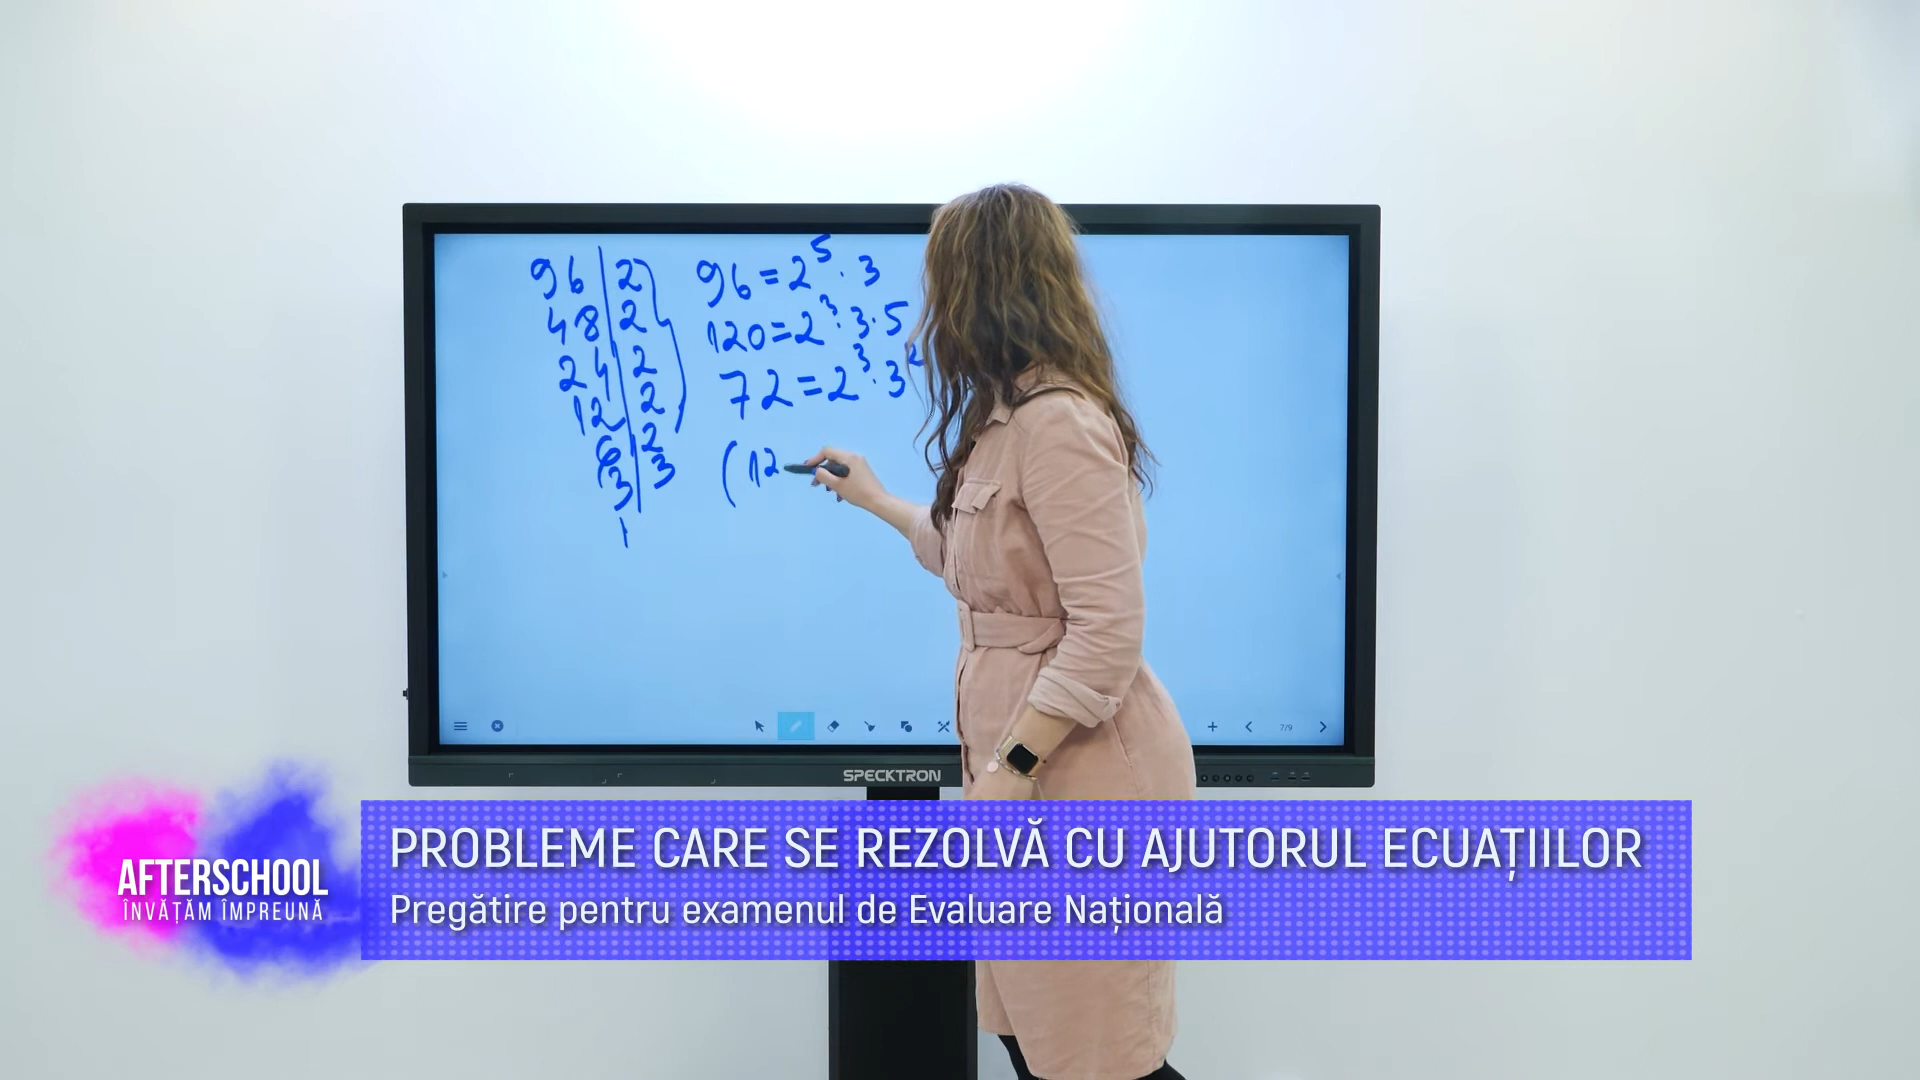 96 | 2
48 | 2
24 | 2
12 | 2
6 | 2
3 | 3
1
96 = 2⁵ · 3
120 = 2³ · 3 · 5
72 = 2³ · 3²
(12
7/9
SPECKTRON
AFTERSCHOOL
ÎNVĂȚĂM ÎMPREUNĂ
PROBLEME CARE SE REZOLVĂ CU AJUTORUL ECUAȚIILOR
Pregătire pentru examenul de Evaluare Națională